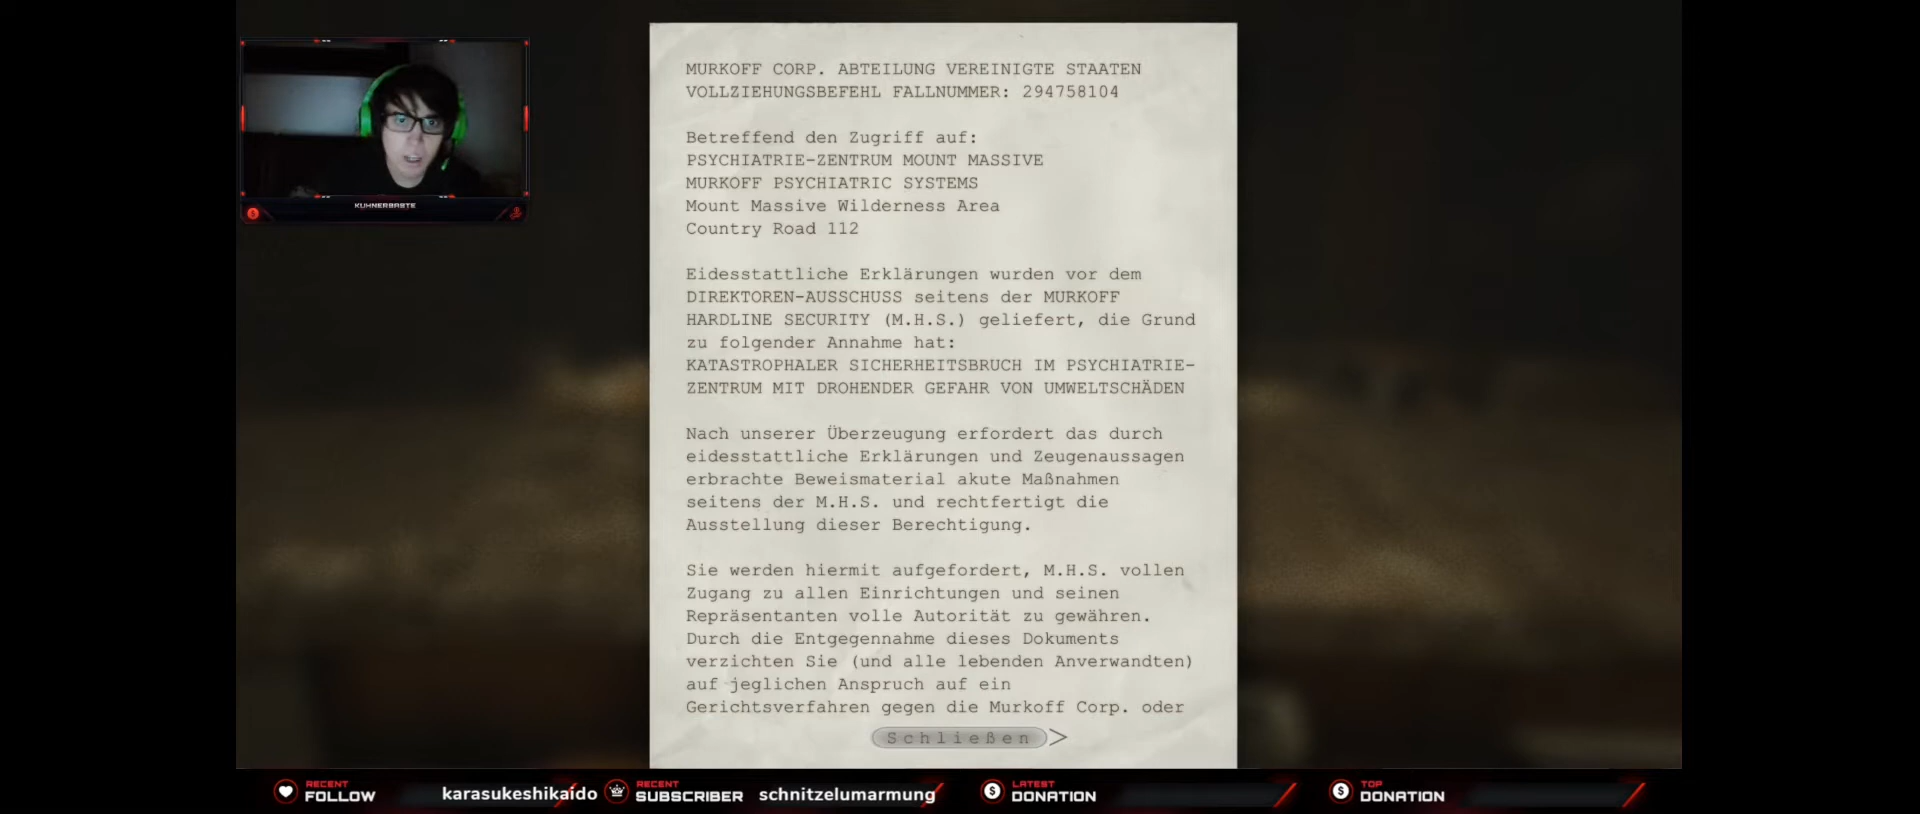 MURKOFF CORP. ABTEILUNG VEREINIGTE STAATEN
VOLLZIEHUNGSBEFEHL FALLNUMMER: 294758104
Betreffend den Zugriff auf:
PSYCHIATRIE-ZENTRUM MOUNT MASSIVE
MURKOFF PSYCHIATRIC SYSTEMS
Mount Massive Wilderness Area
Country Road 112
Eidesstattliche Erklärungen wurden vor dem
DIREKTOREN-AUSSCHUSS seitens der MURKOFF
HARDLINE SECURITY (M.H.S.) geliefert, die Grund
zu folgender Annahme hat:
KATASTROPHALER SICHERHEITSBRUCH IM PSYCHIATRIE-
ZENTRUM MIT DROHENDER GEFAHR VON UMWELTSCHÄDEN
Nach unserer Überzeugung erfordert das durch
eidesstattliche Erklärungen und Zeugenaussagen
erbrachte Beweismaterial akute Maßnahmen
seitens der M.H.S. und rechtfertigt die
Ausstellung dieser Berechtigung.
Sie werden hiermit aufgefordert, M.H.S. vollen
Zugang zu allen Einrichtungen und seinen
Repräsentanten volle Autorität zu gewähren.
Durch die Entgegennahme dieses Dokuments
verzichten Sie (und alle lebenden Anverwandten)
auf jeglichen Anspruch auf ein
Gerichtsverfahren gegen die Murkoff Corp. oder
Schließen >
KUHNERBABTE
RECENT FOLLOW karasukeshikaido
RECENT SUBSCRIBER schnitzelumarmung
LATEST DONATION
TOP DONATION